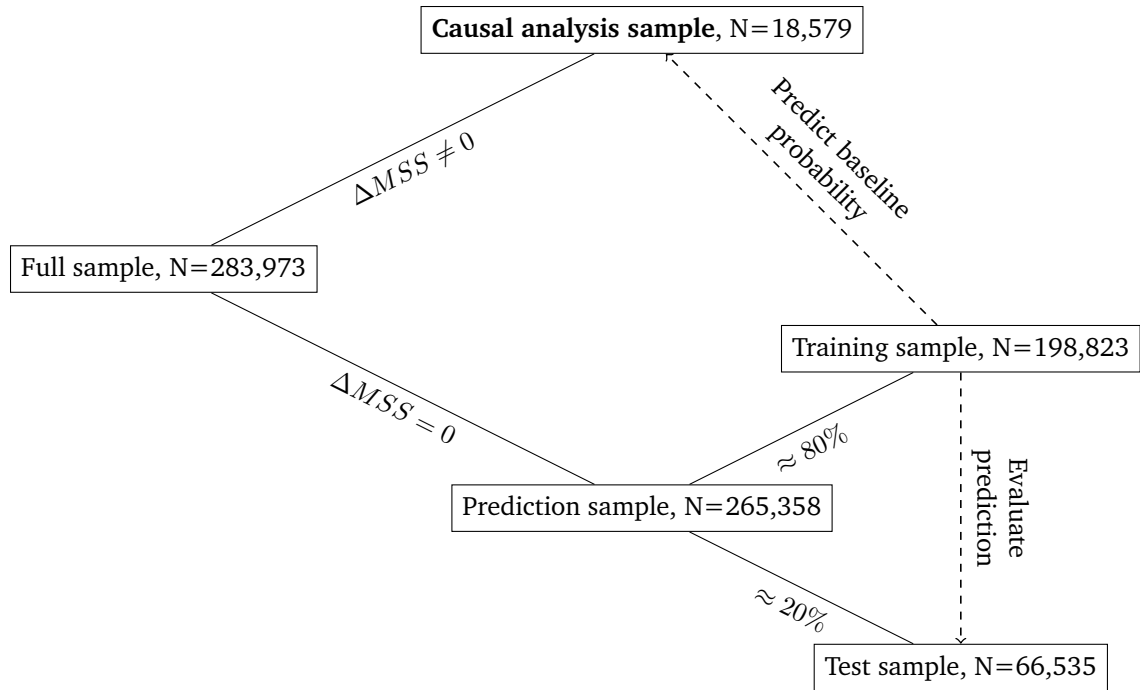 Causal analysis sample, N=18,579
Predict baseline
probability
ΔMSS ≠ 0
Full sample, N=283,973
Training sample, N=198,823
ΔMSS = 0
≈ 80%
Evaluate
prediction
Prediction sample, N=265,358
≈ 20%
Test sample, N=66,535